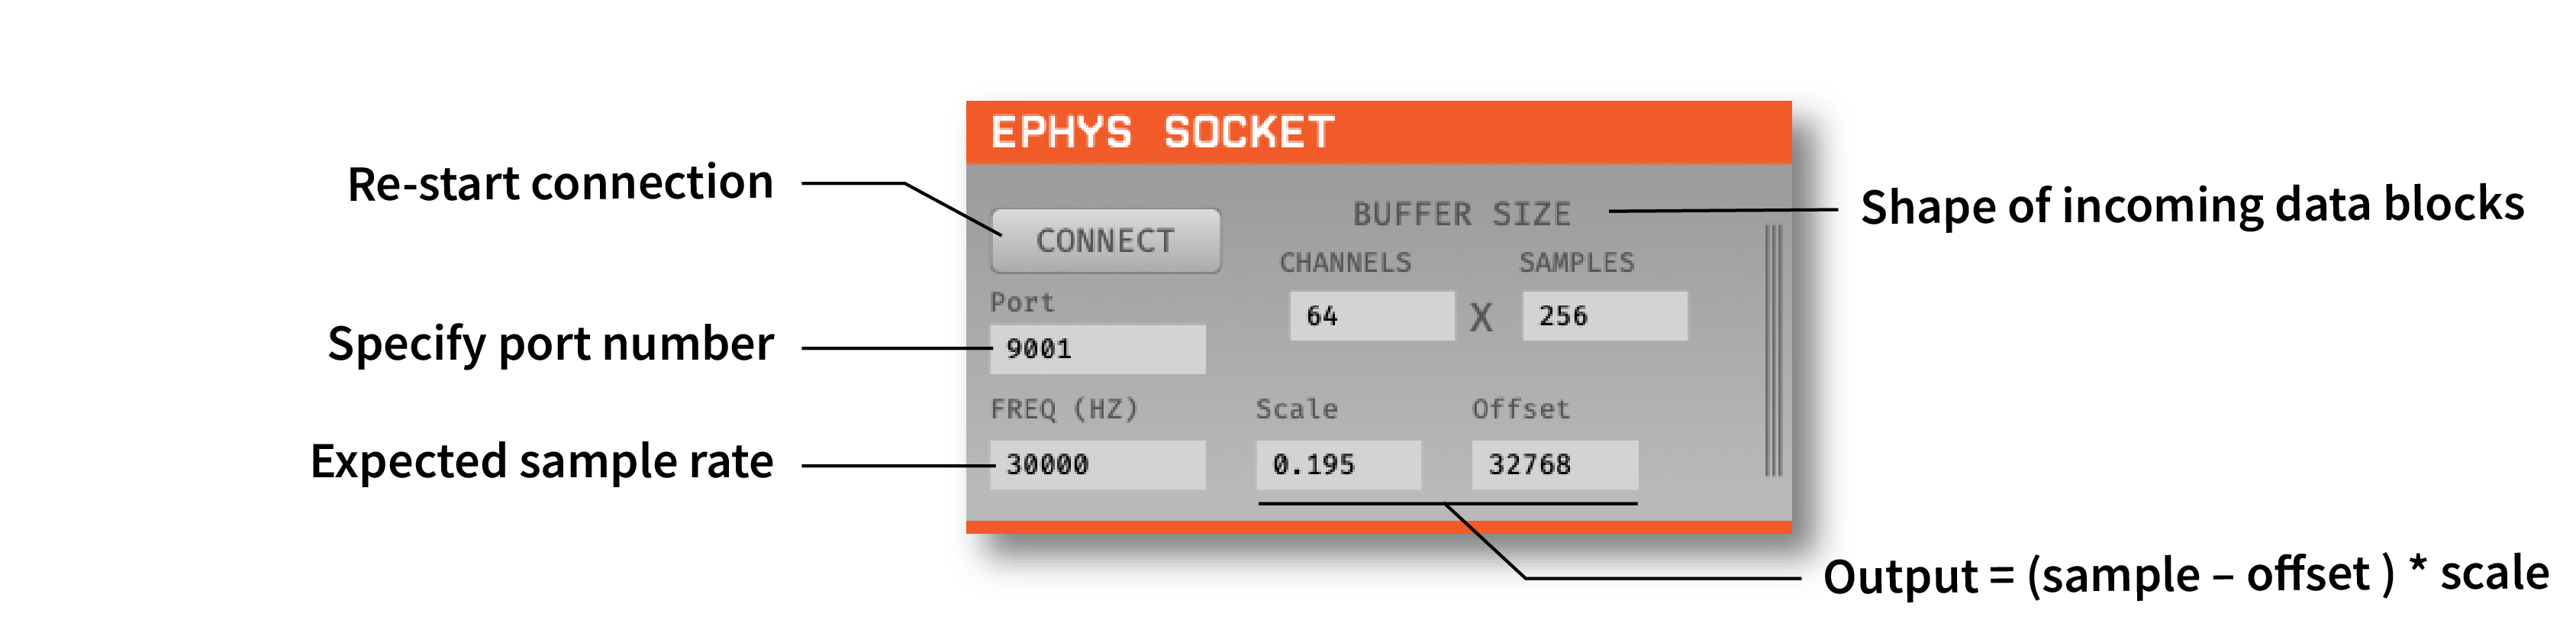 EPHYS SOCKET
Re-start connection
CONNECT
BUFFER SIZE
Shape of incoming data blocks
CHANNELS
SAMPLES
64 X 256
Port
Specify port number
9001
FREQ (HZ)
Scale
Offset
Expected sample rate
30000
0.195
32768
Output = (sample – offset ) * scale